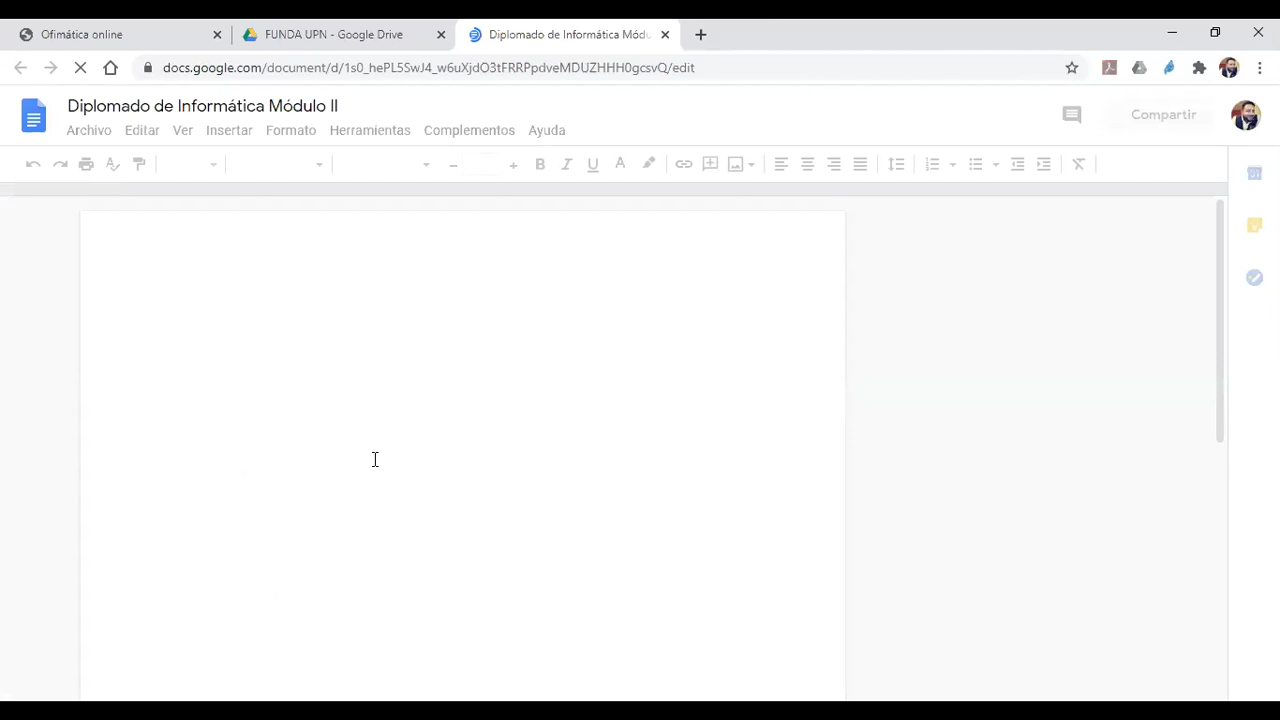 Ofimática online
FUNDA UPN - Google Drive
Diplomado de Informática Módu
docs.google.com/document/d/1s0_hePL5SwJ4_w6uXjdO3tFRRPpdveMDUZHHH0gcsvQ/edit
Diplomado de Informática Módulo II
Archivo Editar Ver Insertar Formato Herramientas Complementos Ayuda
Compartir